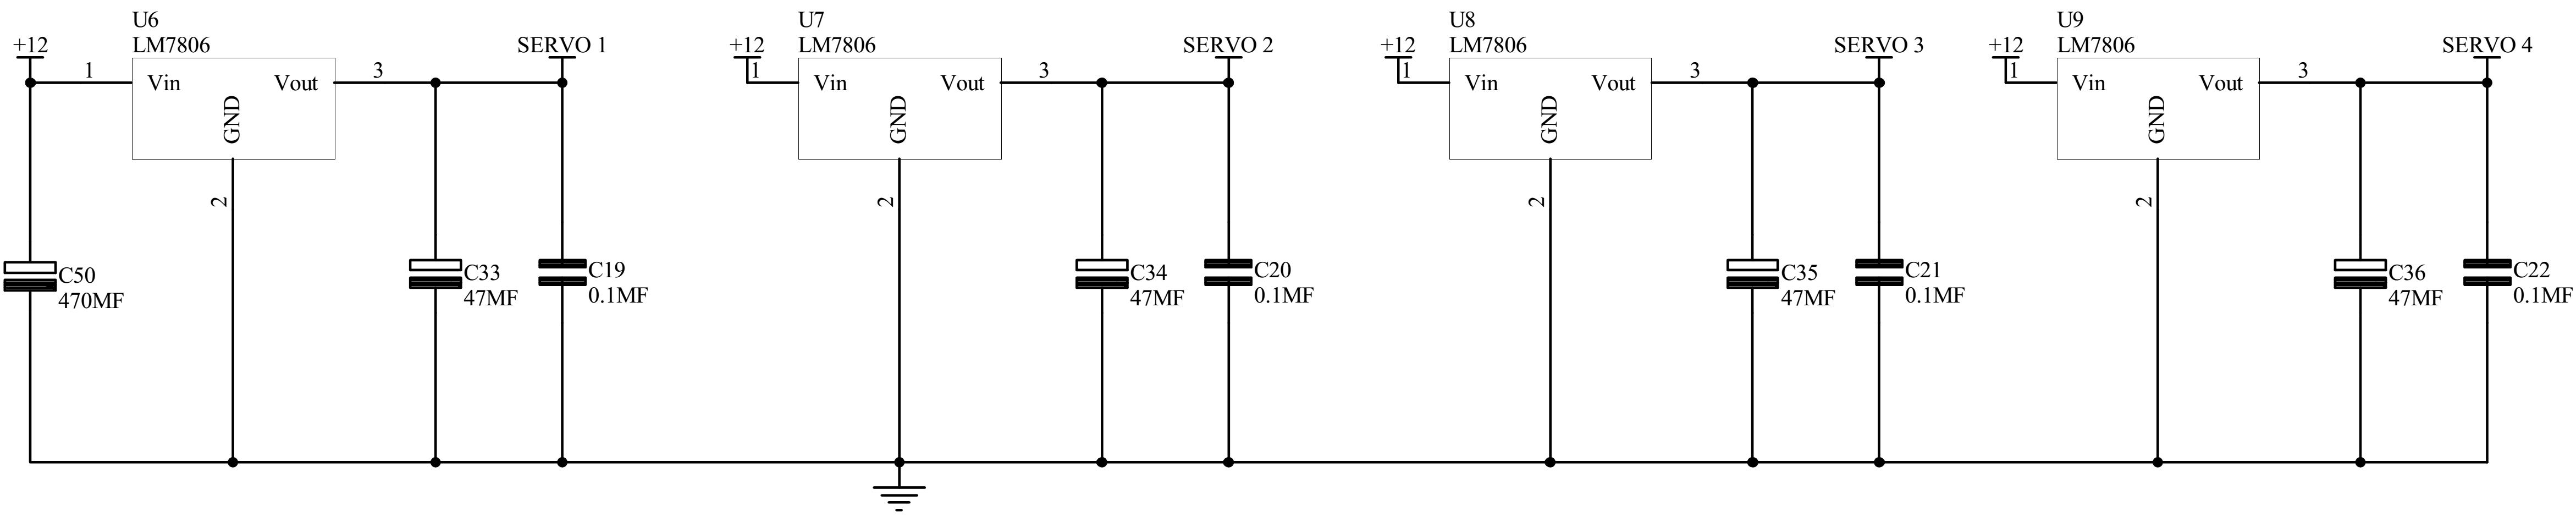 U6
LM7806
+12
SERVO 1
1
Vin
Vout
3
GND
2
C50
470MF
C33
47MF
C19
0.1MF
U7
LM7806
+12
SERVO 2
1
Vin
Vout
3
GND
2
C34
47MF
C20
0.1MF
U8
LM7806
+12
SERVO 3
1
Vin
Vout
3
GND
2
C35
47MF
C21
0.1MF
U9
LM7806
+12
SERVO 4
1
Vin
Vout
3
GND
2
C36
47MF
C22
0.1MF